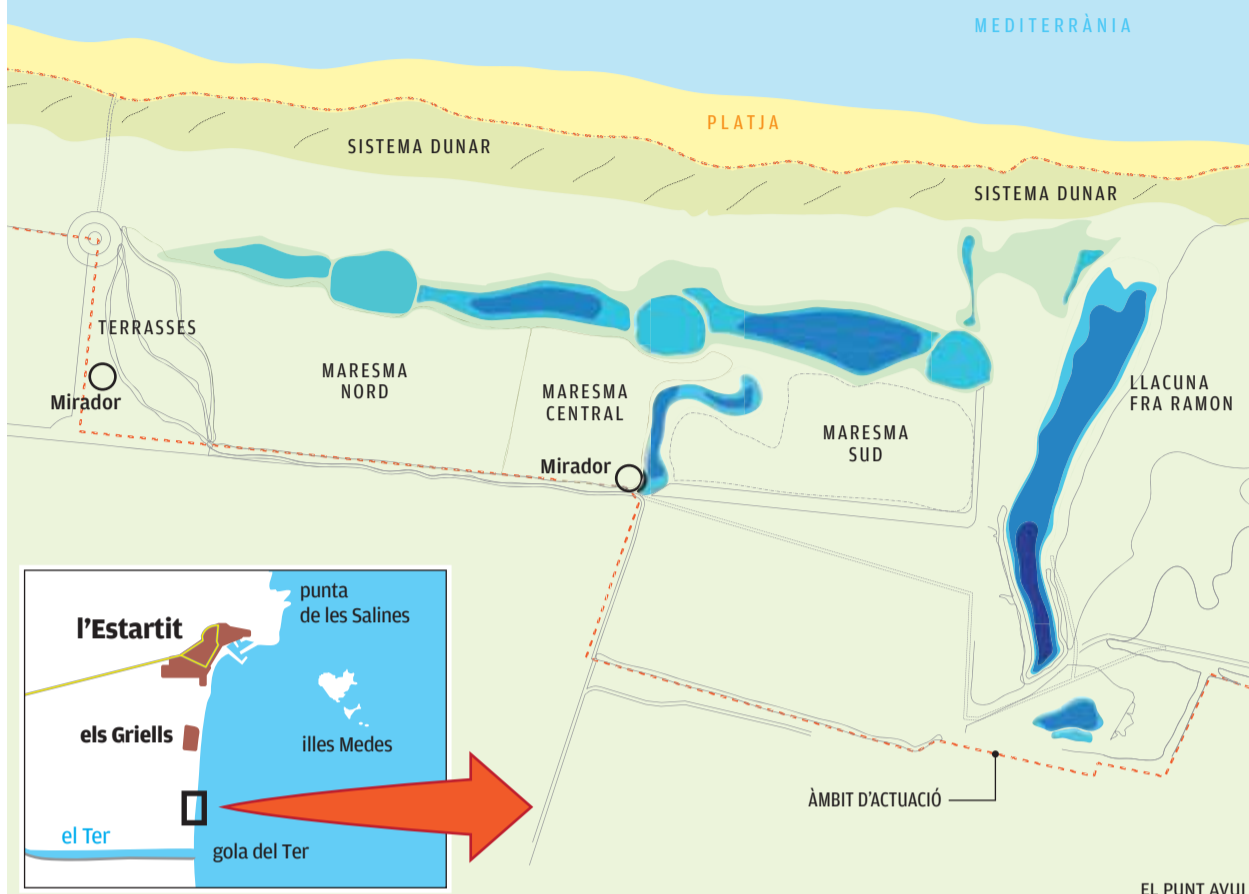 MEDITERRÀNIA
PLATJA
SISTEMA DUNAR
SISTEMA DUNAR
TERRASSES
Mirador
MARESMA
NORD
MARESMA
CENTRAL
MARESMA
SUD
LLACUNA
FRA RAMON
Mirador
punta
de les Salines
l'Estartit
els Griells
illes Medes
el Ter
gola del Ter
ÀMBIT D'ACTUACIÓ
EL PUNT AVUI